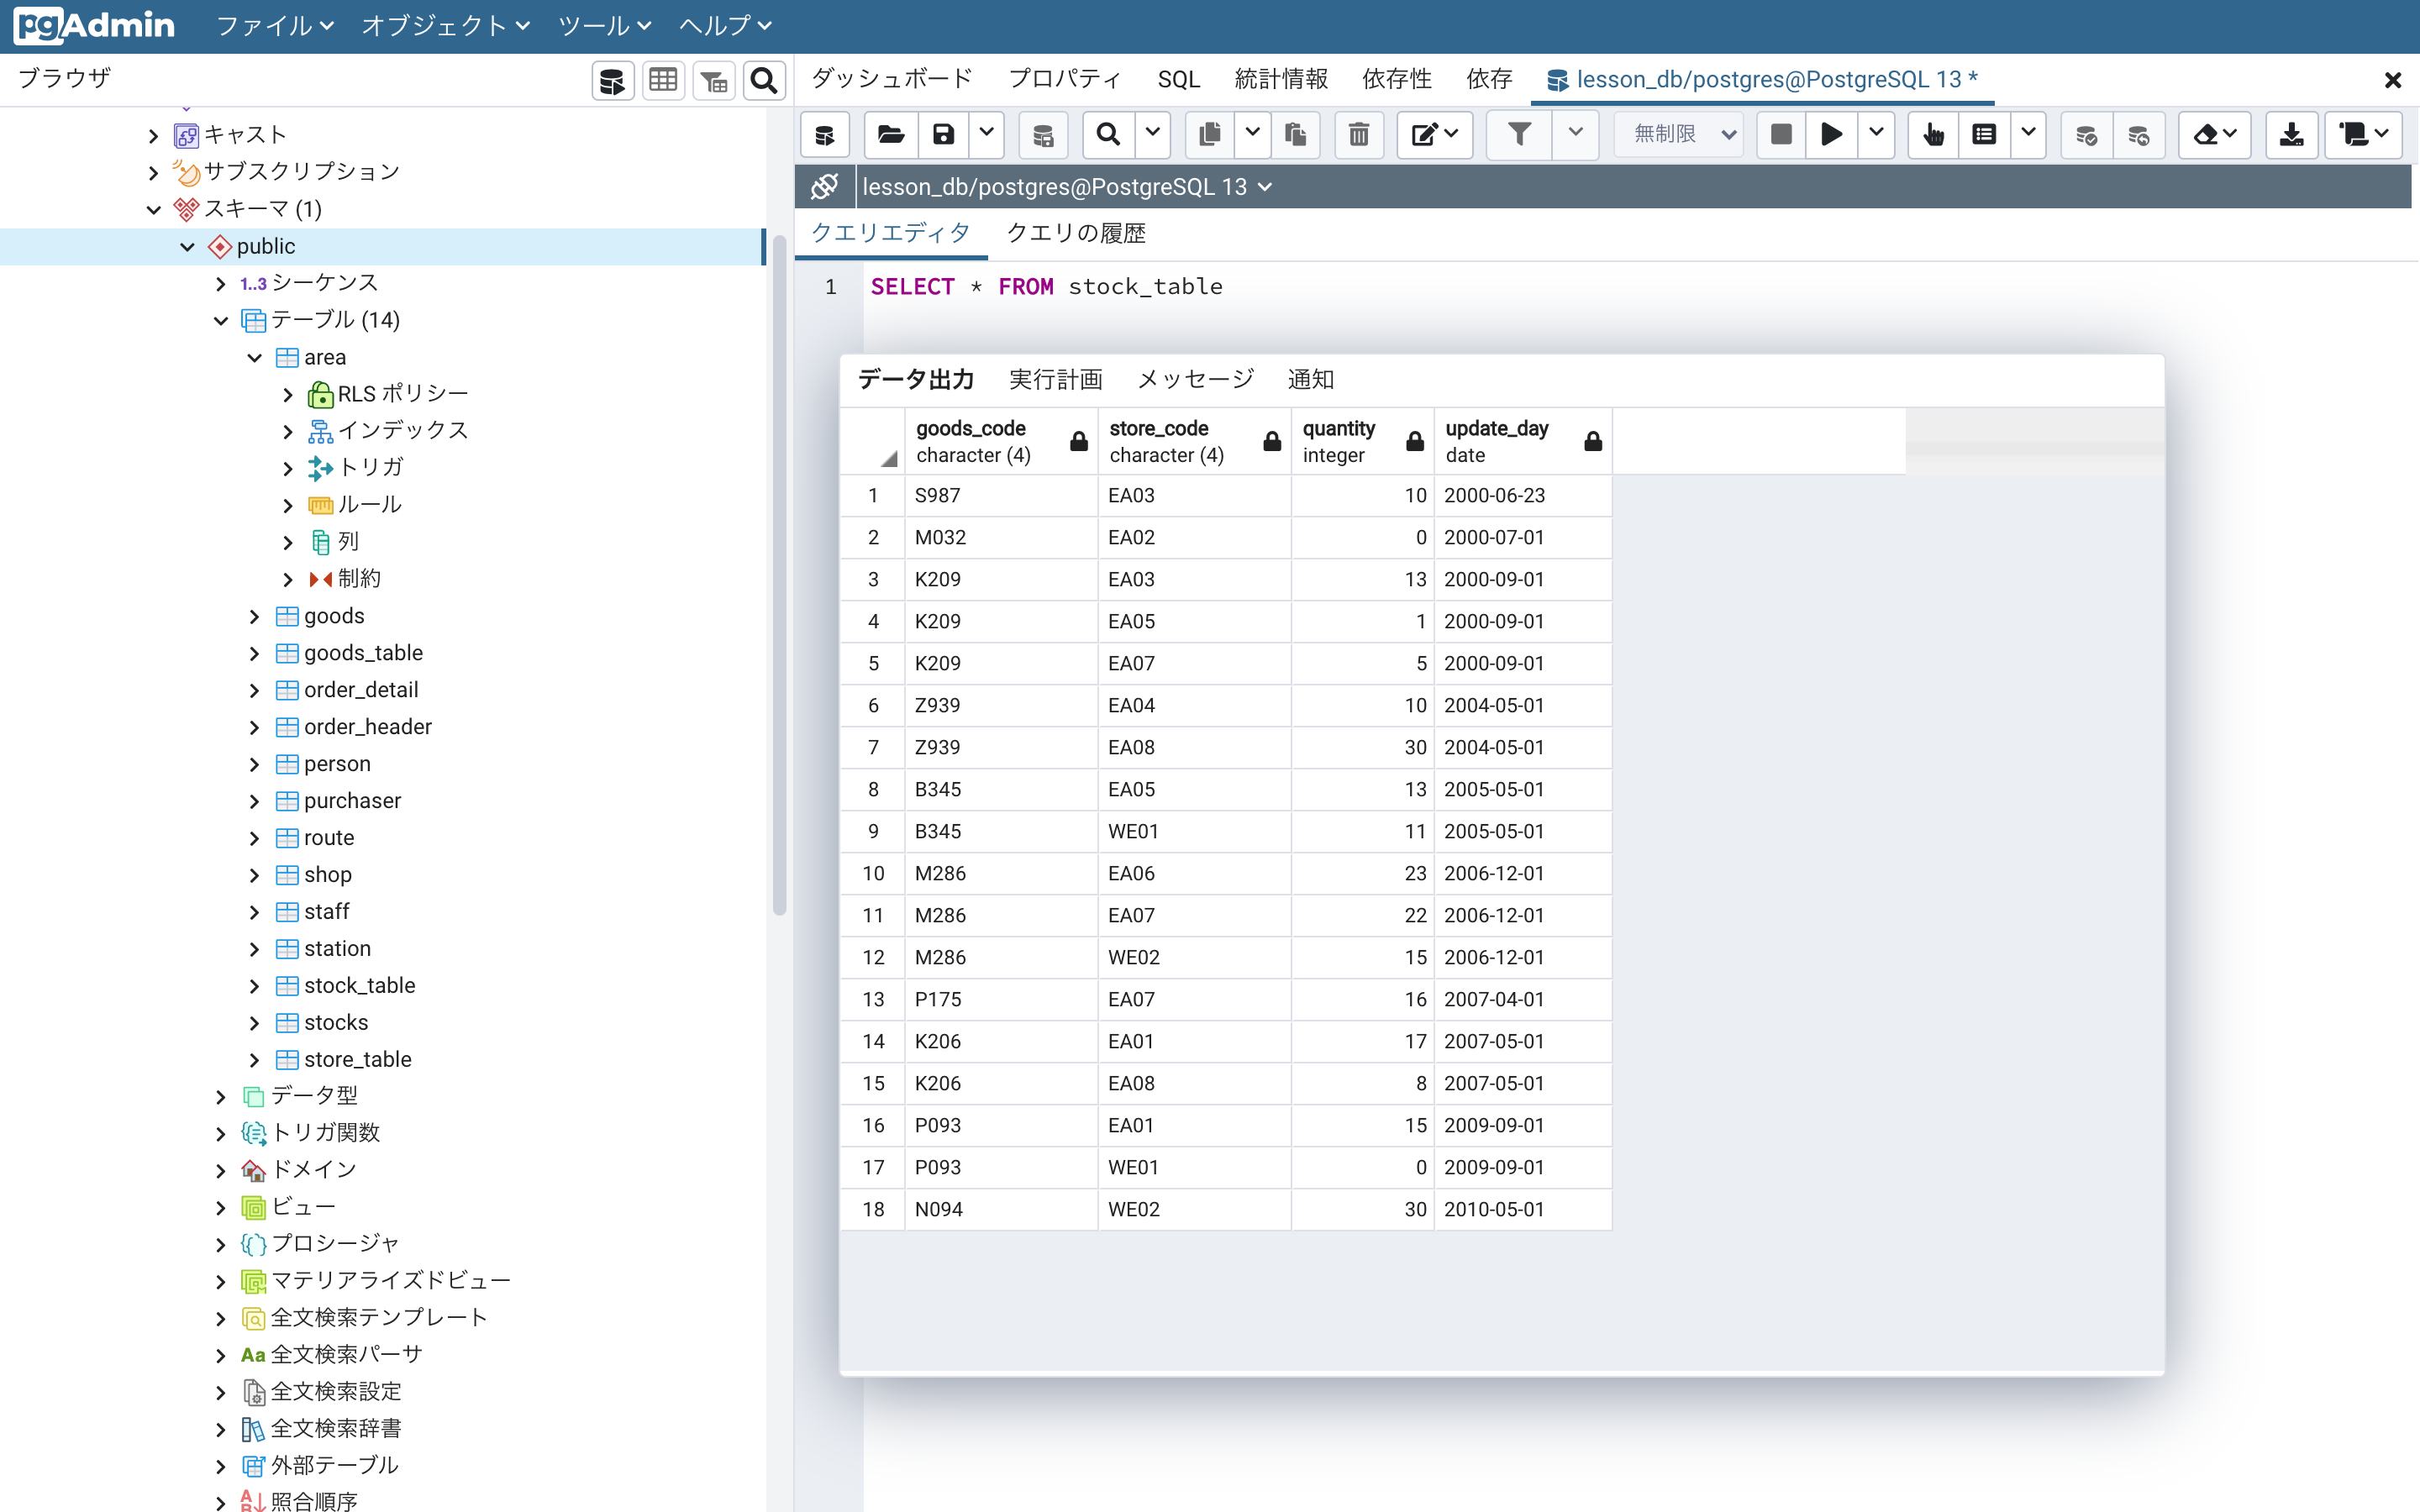 pgAdmin ファイル オブジェクト ツール ヘルプ
ブラウザ
キャスト
サブスクリプション
スキーマ (1)
public
1..3 シーケンス
テーブル (14)
area
RLS ポリシー
インデックス
トリガ
ルール
列
制約
goods
goods_table
order_detail
order_header
person
purchaser
route
shop
staff
station
stock_table
stocks
store_table
データ型
トリガ関数
ドメイン
ビュー
プロシージャ
マテリアライズドビュー
全文検索テンプレート
Aa 全文検索パーサ
全文検索設定
全文検索辞書
外部テーブル
照合順序
ダッシュボード プロパティ SQL 統計情報 依存性 依存 lesson_db/postgres@PostgreSQL 13 *
無制限
lesson_db/postgres@PostgreSQL 13
クエリエディタ クエリの履歴
1 SELECT * FROM stock_table
データ出力 実行計画 メッセージ 通知
goods_code store_code quantity update_day
character (4) character (4) integer date
1 S987 EA03 10 2000-06-23
2 M032 EA02 0 2000-07-01
3 K209 EA03 13 2000-09-01
4 K209 EA05 1 2000-09-01
5 K209 EA07 5 2000-09-01
6 Z939 EA04 10 2004-05-01
7 Z939 EA08 30 2004-05-01
8 B345 EA05 13 2005-05-01
9 B345 WE01 11 2005-05-01
10 M286 EA06 23 2006-12-01
11 M286 EA07 22 2006-12-01
12 M286 WE02 15 2006-12-01
13 P175 EA07 16 2007-04-01
14 K206 EA01 17 2007-05-01
15 K206 EA08 8 2007-05-01
16 P093 EA01 15 2009-09-01
17 P093 WE01 0 2009-09-01
18 N094 WE02 30 2010-05-01